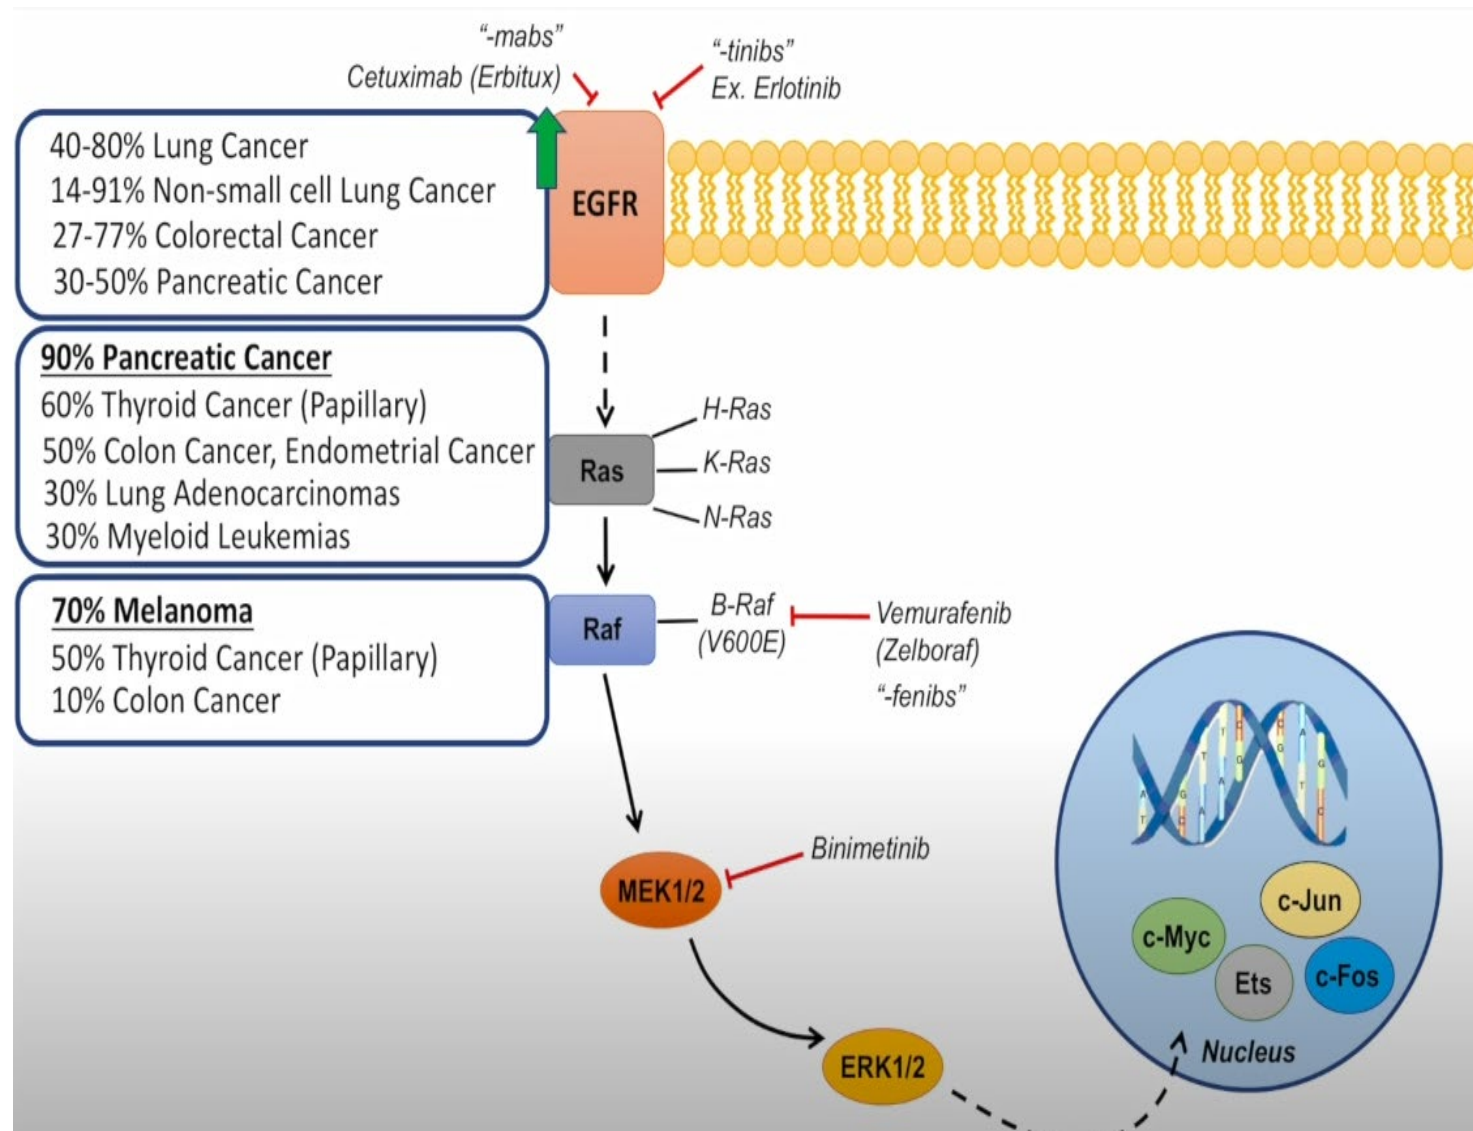 “-mabs”
Cetuximab (Erbitux)
“-tinibs”
Ex. Erlotinib
40-80% Lung Cancer
14-91% Non-small cell Lung Cancer
27-77% Colorectal Cancer
30-50% Pancreatic Cancer
EGFR
90% Pancreatic Cancer
60% Thyroid Cancer (Papillary)
50% Colon Cancer, Endometrial Cancer
30% Lung Adenocarcinomas
30% Myeloid Leukemias
Ras
H-Ras
K-Ras
N-Ras
70% Melanoma
50% Thyroid Cancer (Papillary)
10% Colon Cancer
Raf
B-Raf
(V600E)
Vemurafenib
(Zelboraf)
“-fenibs”
MEK1/2
Binimetinib
ERK1/2
A
T
G
C
T
A
T
A
C
G
C
G
A
T
G
C
c-Jun
c-Myc
Ets
c-Fos
Nucleus